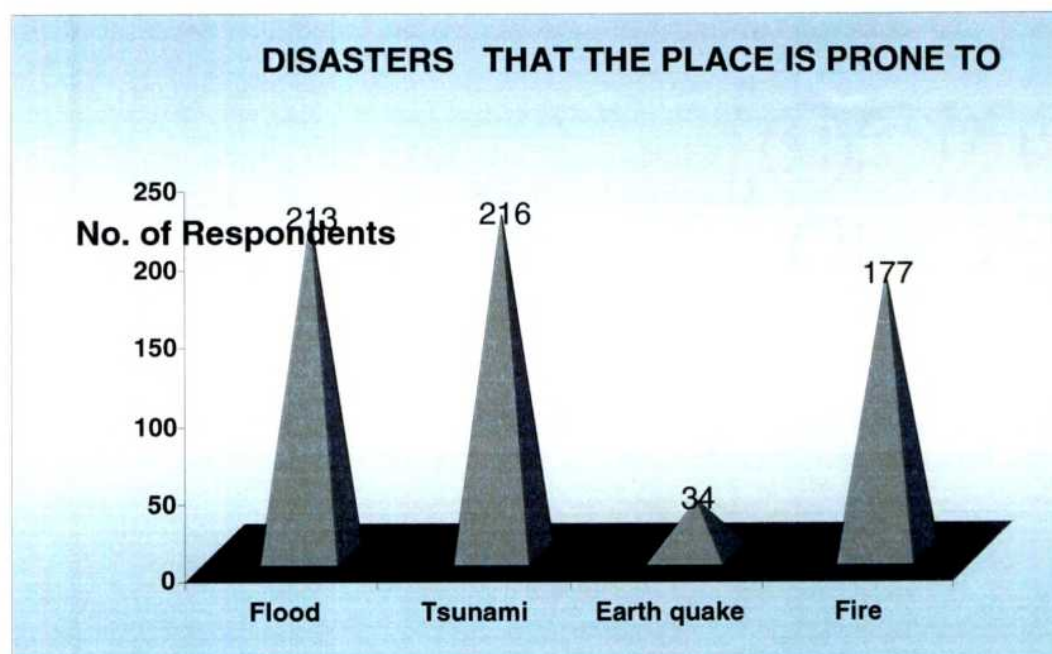 DISASTERS THAT THE PLACE IS PRONE TO
No. of Respondents
250
200
150
100
50
0
213
216
34
177
Flood
Tsunami
Earth quake
Fire